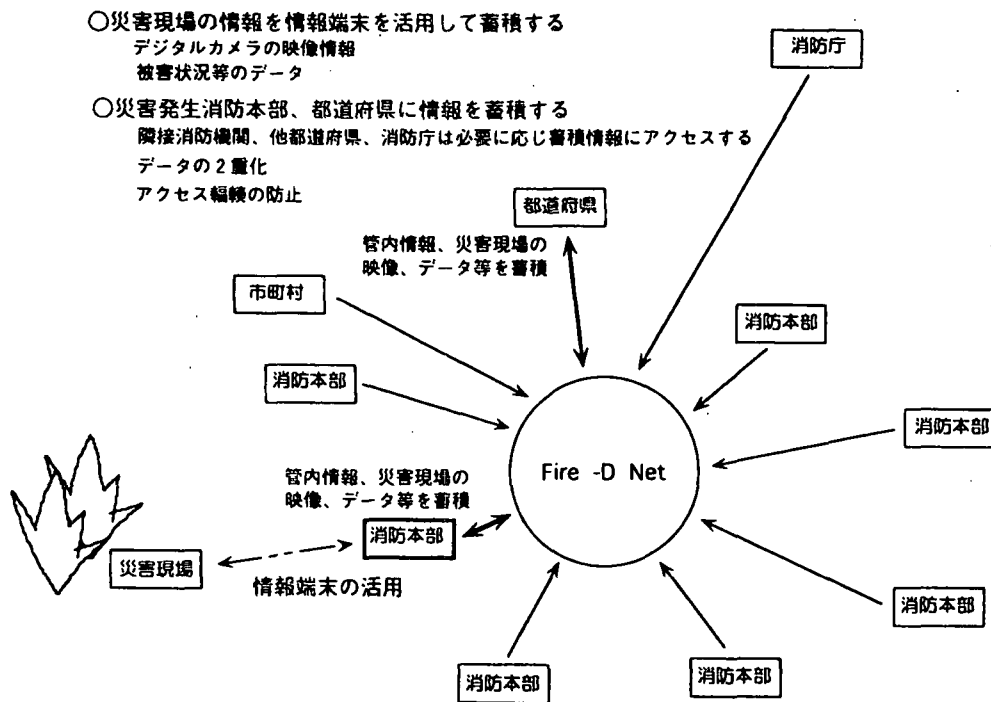 ○災害現場の情報を情報端末を活用して蓄積する
デジタルカメラの映像情報
被害状況等のデータ
○災害発生消防本部、都道府県に情報を蓄積する
隣接消防機関、他都道府県、消防庁は必要に応じ蓄積情報にアクセスする
データの２重化
アクセス輻輳の防止
消防庁
都道府県
管内情報、災害現場の
映像、データ等を蓄積
市町村
消防本部
消防本部
消防本部
Fire -D Net
管内情報、災害現場の
映像、データ等を蓄積
消防本部
災害現場
情報端末の活用
消防本部
消防本部
消防本部